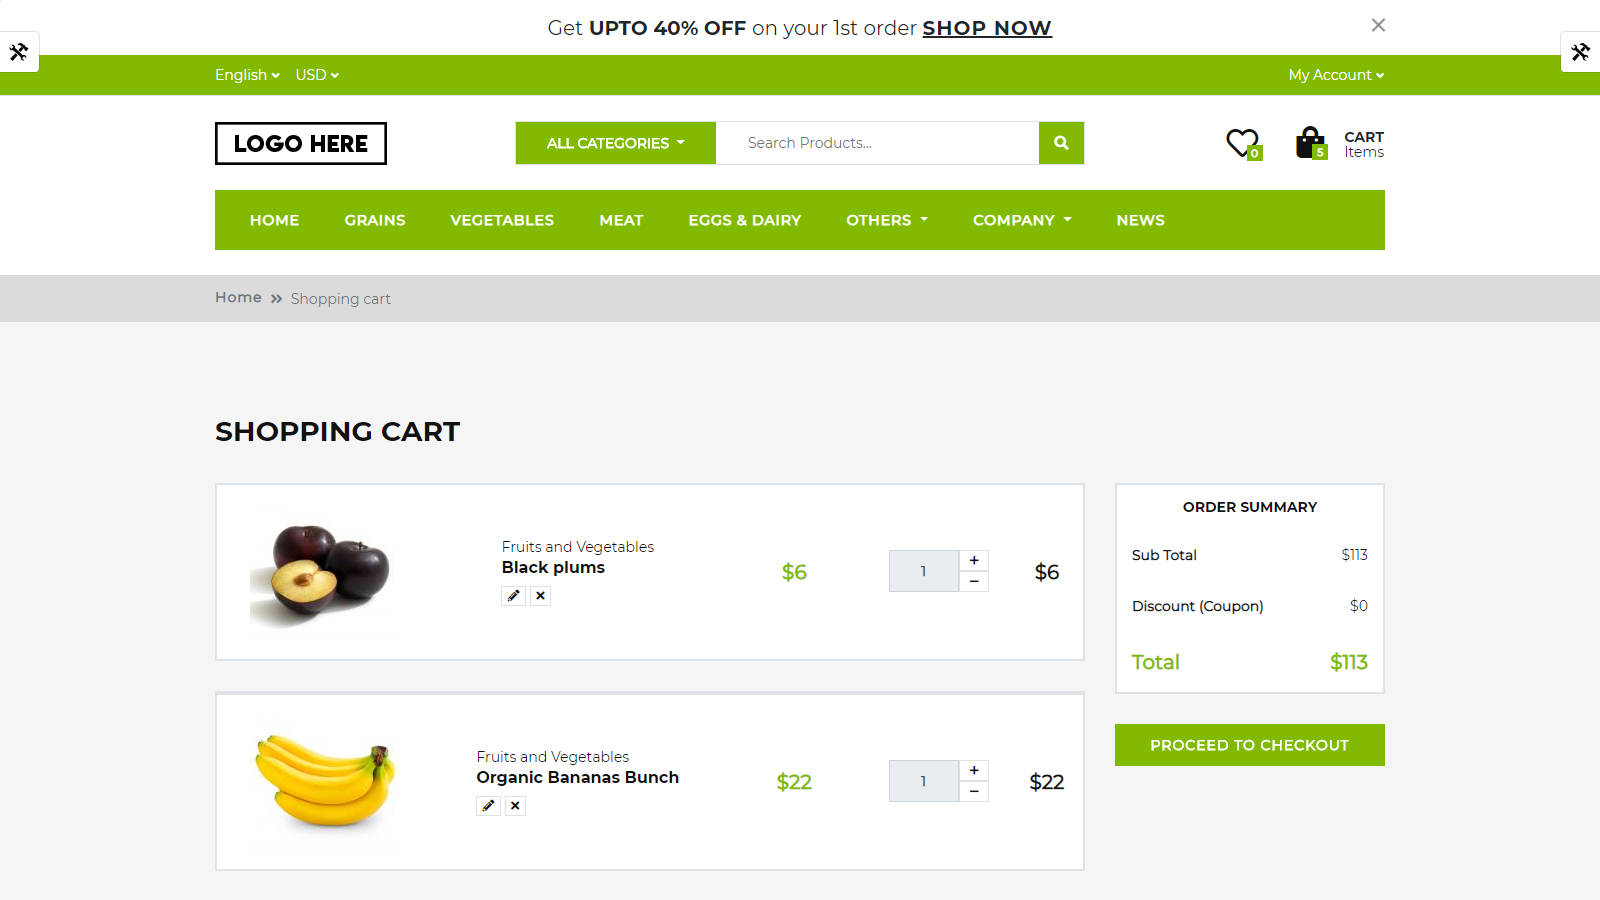 Get UPTO 40% OFF on your 1st order SHOP NOW
English USD My Account
LOGO HERE
ALL CATEGORIES
Search Products...
0
5
CART
Items
HOME GRAINS VEGETABLES MEAT EGGS & DAIRY OTHERS COMPANY NEWS
Home » Shopping cart
SHOPPING CART
Fruits and Vegetables
Black plums
$6
1
+
−
$6
Fruits and Vegetables
Organic Bananas Bunch
$22
1
+
−
$22
ORDER SUMMARY
Sub Total $113
Discount (Coupon) $0
Total $113
PROCEED TO CHECKOUT